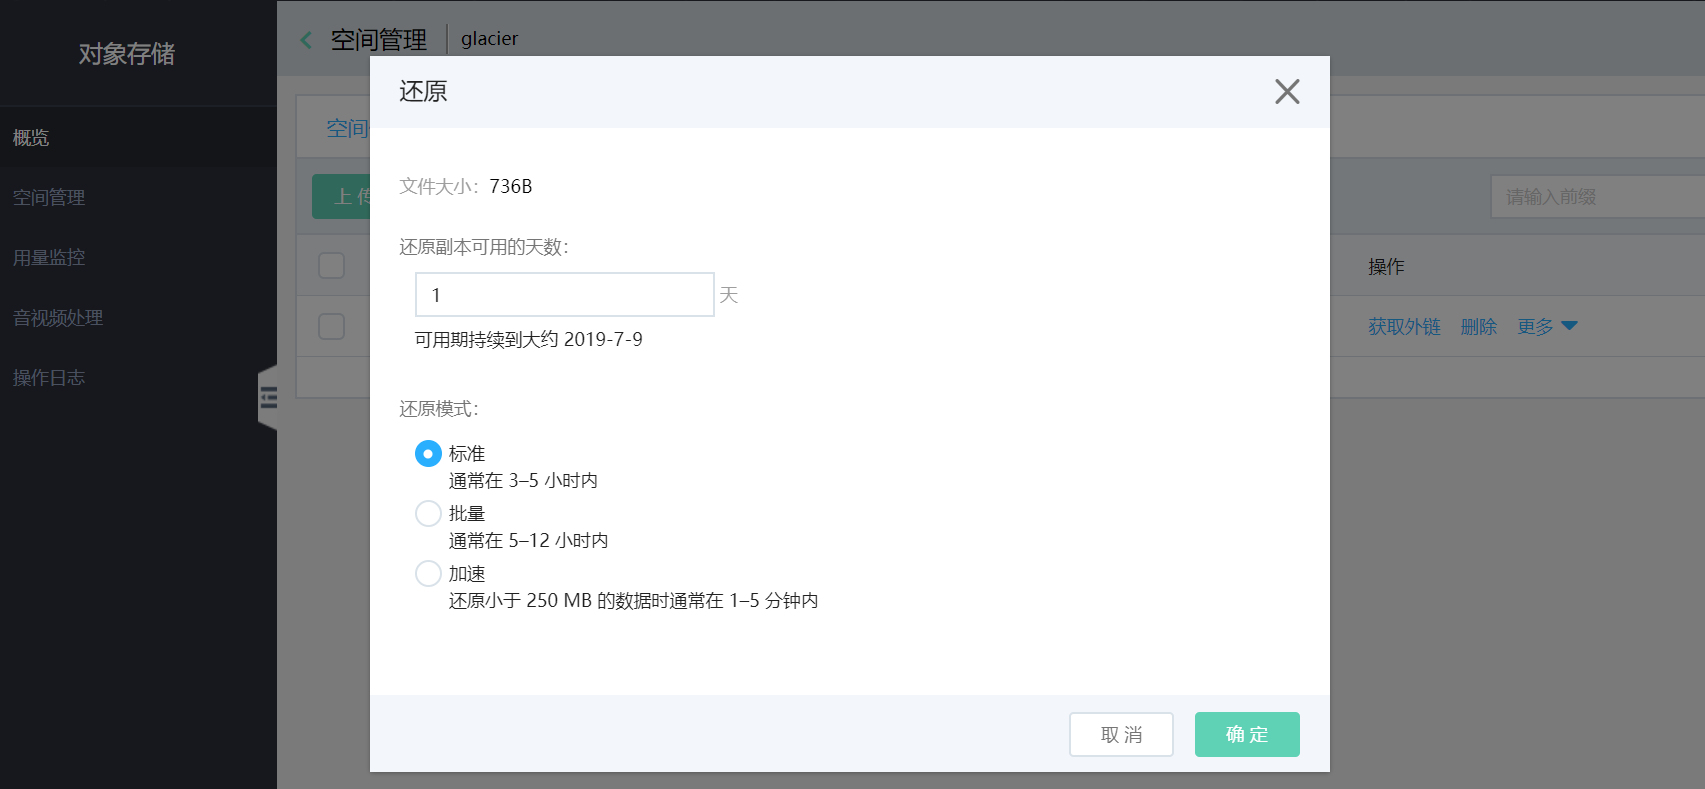 对象存储
概览
空间管理
用量监控
音视频处理
操作日志
空间管理 glacier
空间
上传
请输入前缀
操作
获取外链 删除 更多
还原
文件大小：736B
还原副本可用的天数：
1 天
可用期持续到大约 2019-7-9
还原模式：
标准
通常在 3–5 小时内
批量
通常在 5–12 小时内
加速
还原小于 250 MB 的数据时通常在 1–5 分钟内
取 消 确 定